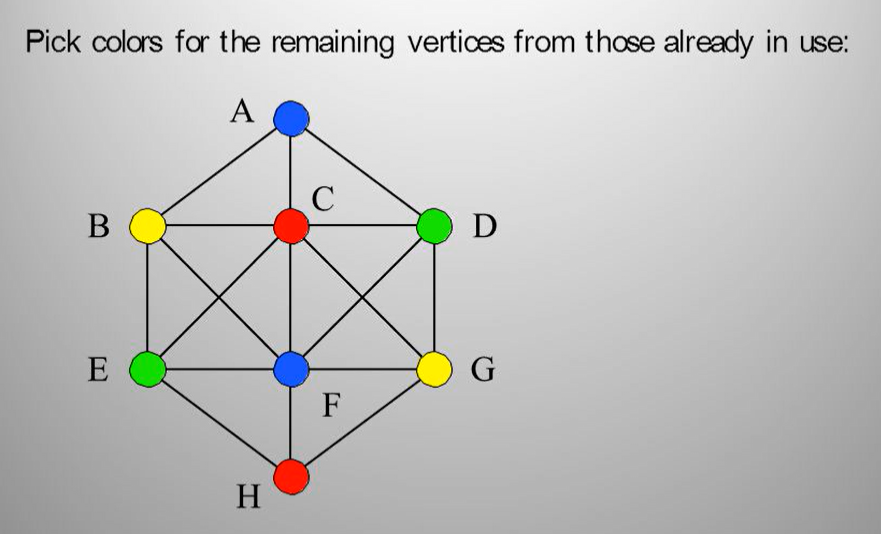 Pick colors for the remaining vertices from those already in use:
A
C
B
D
E
G
F
H